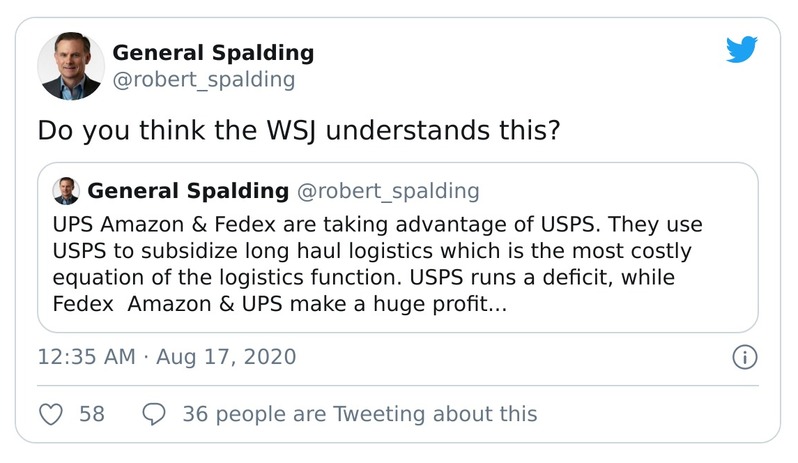 General Spalding
@robert_spalding
Do you think the WSJ understands this?
General Spalding @robert_spalding
UPS Amazon & Fedex are taking advantage of USPS. They use
USPS to subsidize long haul logistics which is the most costly
equation of the logistics function. USPS runs a deficit, while
Fedex  Amazon & UPS make a huge profit...
12:35 AM · Aug 17, 2020
58 36 people are Tweeting about this